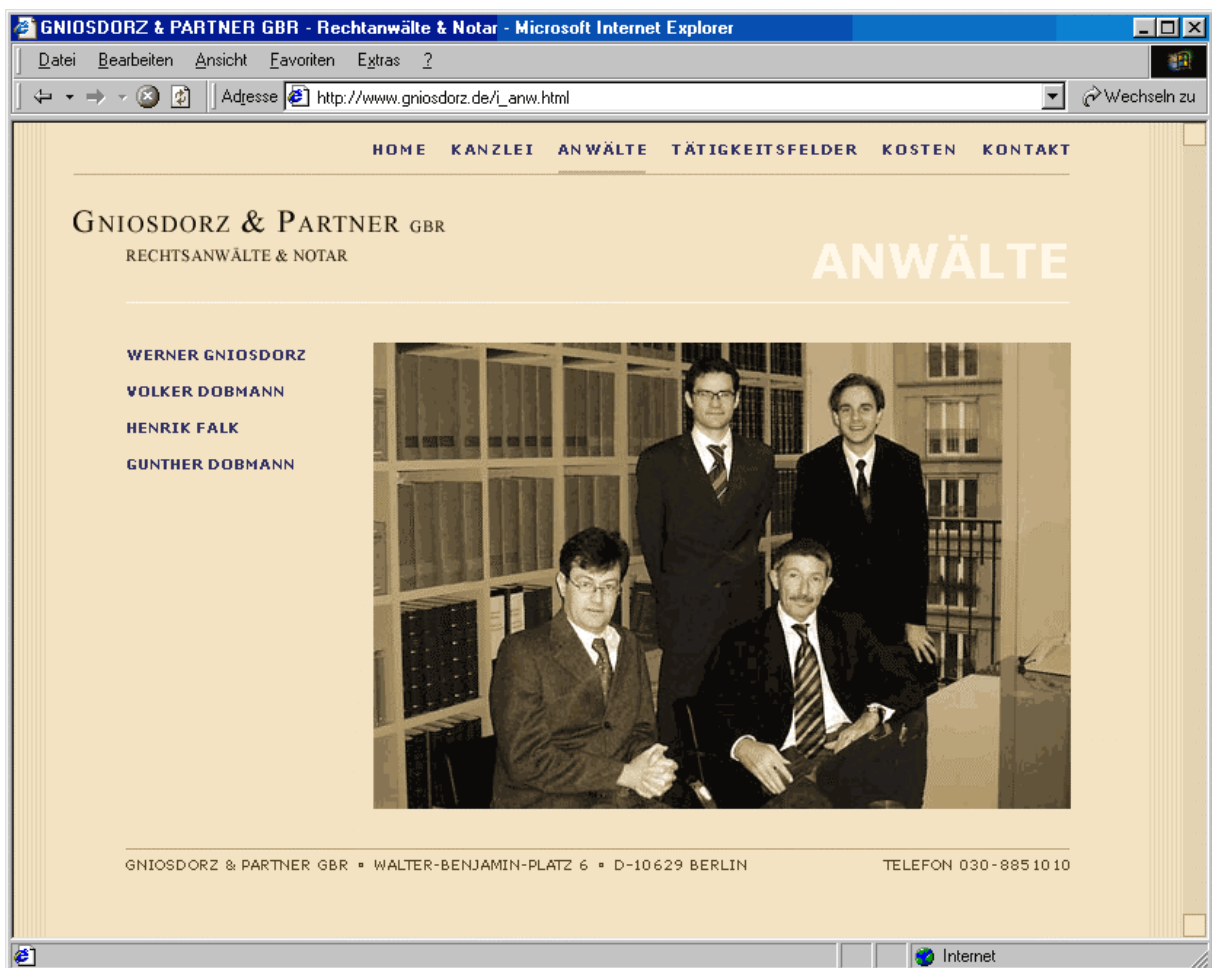 GNIOSDORZ & PARTNER GBR - Rechtanwälte & Notar - Microsoft Internet Explorer
Datei Bearbeiten Ansicht Favoriten Extras ?
Adresse http://www.gniosdorz.de/i_anw.html Wechseln zu
HOME KANZLEI ANWÄLTE TÄTIGKEITSFELDER KOSTEN KONTAKT
GNIOSDORZ & PARTNER GBR
RECHTSANWÄLTE & NOTAR
ANWÄLTE
WERNER GNIOSDORZ
VOLKER DOBMANN
HENRIK FALK
GUNTHER DOBMANN
GNIOSDORZ & PARTNER GBR ▪ WALTER-BENJAMIN-PLATZ 6 ▪ D-10629 BERLIN TELEFON 030-8851010
Internet